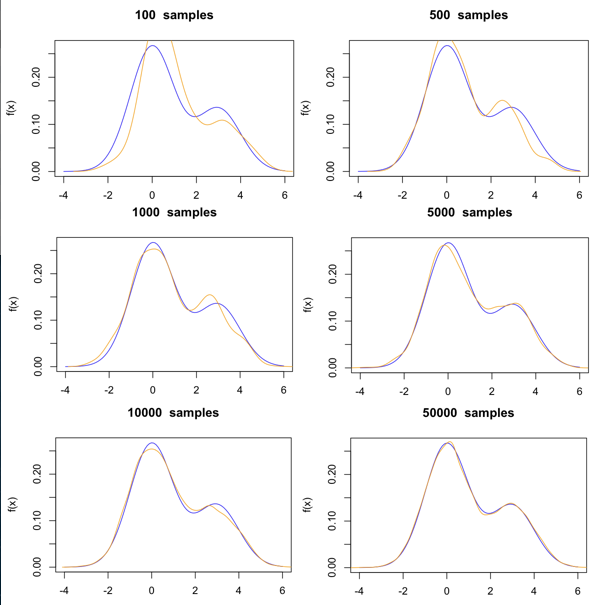 100 samples
500 samples
f(x)
0.00 0.10 0.20
-4 -2 0 2 4 6
f(x)
0.00 0.10 0.20
-4 -2 0 2 4 6
1000 samples
5000 samples
f(x)
0.00 0.10 0.20
-4 -2 0 2 4 6
f(x)
0.00 0.10 0.20
-4 -2 0 2 4 6
10000 samples
50000 samples
f(x)
0.00 0.10 0.20
-4 -2 0 2 4 6
f(x)
0.00 0.10 0.20
-4 -2 0 2 4 6